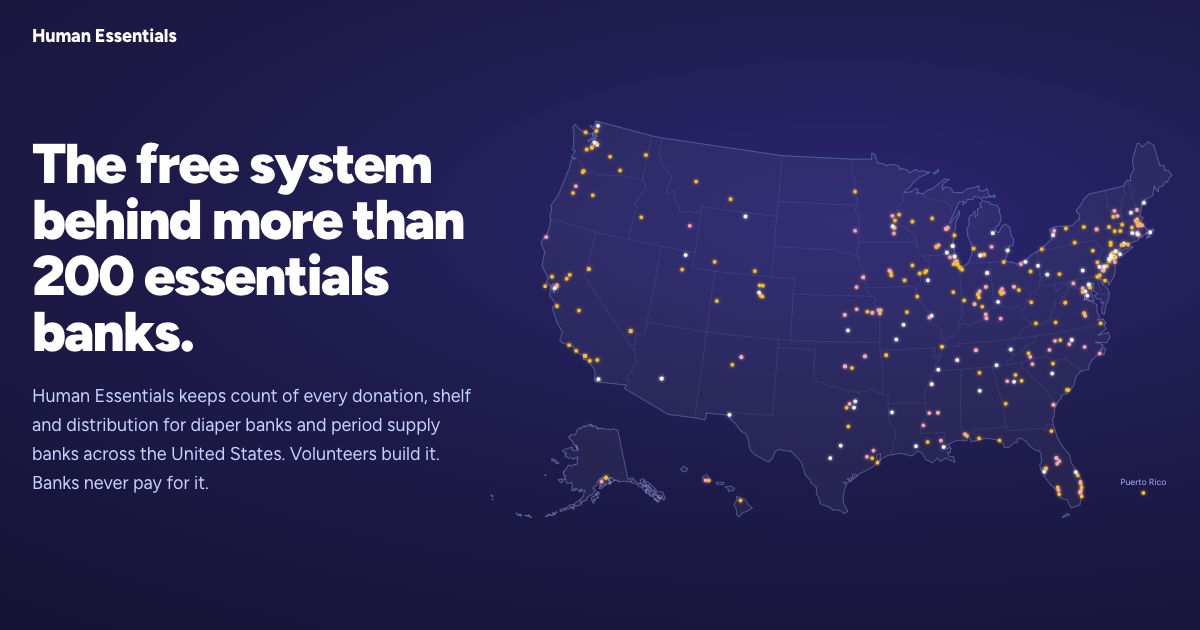 Human Essentials
The free system
behind more than
200 essentials
banks.
Human Essentials keeps count of every donation, shelf
and distribution for diaper banks and period supply
banks across the United States. Volunteers build it.
Banks never pay for it.
Puerto Rico